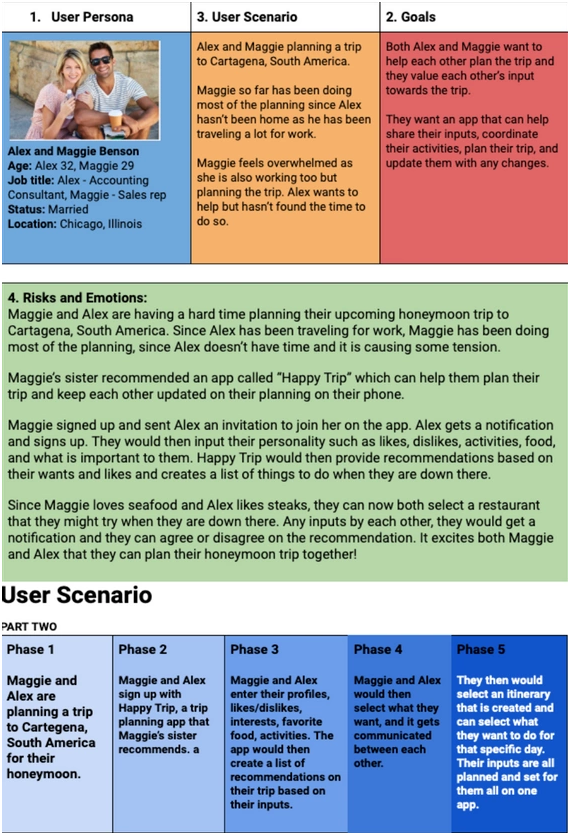 1. User Persona
Alex and Maggie Benson
Age: Alex 32, Maggie 29
Job title: Alex - Accounting
Consultant, Maggie - Sales rep
Status: Married
Location: Chicago, Illinois
3. User Scenario
Alex and Maggie planning a trip
to Cartagena, South America.
Maggie so far has been doing
most of the planning since Alex
hasn't been home as he has been
traveling a lot for work.
Maggie feels overwhelmed as
she is also working too but
planning the trip. Alex wants to
help but hasn't found the time to
do so.
2. Goals
Both Alex and Maggie want to
help each other plan the trip and
they value each other's input
towards the trip.
They want an app that can help
share their inputs, coordinate
their activities, plan their trip, and
update them with any changes.
4. Risks and Emotions:
Maggie and Alex are having a hard time planning their upcoming honeymoon trip to
Cartagena, South America. Since Alex has been traveling for work, Maggie has been doing
most of the planning, since Alex doesn't have time and it is causing some tension.
Maggie's sister recommended an app called "Happy Trip" which can help them plan their
trip and keep each other updated on their planning on their phone.
Maggie signed up and sent Alex an invitation to join her on the app. Alex gets a notification
and signs up. They would then input their personality such as likes, dislikes, activities, food,
and what is important to them. Happy Trip would then provide recommendations based on
their wants and likes and creates a list of things to do when they are down there.
Since Maggie loves seafood and Alex likes steaks, they can now both select a restaurant
that they might try when they are down there. Any inputs by each other, they would get a
notification and they can agree or disagree on the recommendation. It excites both Maggie
and Alex that they can plan their honeymoon trip together!
User Scenario
PART TWO
Phase 1
Maggie and
Alex are
planning a trip
to Cartegena,
South America
for their
honeymoon.
Phase 2
Maggie and Alex
sign up with
Happy Trip, a trip
planning app that
Maggie's sister
recommends. a
Phase 3
Maggie and Alex
enter their profiles,
likes/dislikes,
interests, favorite
food, activities. The
app would then
create a list of
recommendations on
their trip based on
their inputs.
Phase 4
Maggie and Alex
would then
select what they
want, and it gets
communicated
between each
other.
Phase 5
They then would
select an itinerary
that is created and
can select what
they want to do for
that specific day.
Their inputs are all
planned and set for
them all on one
app.